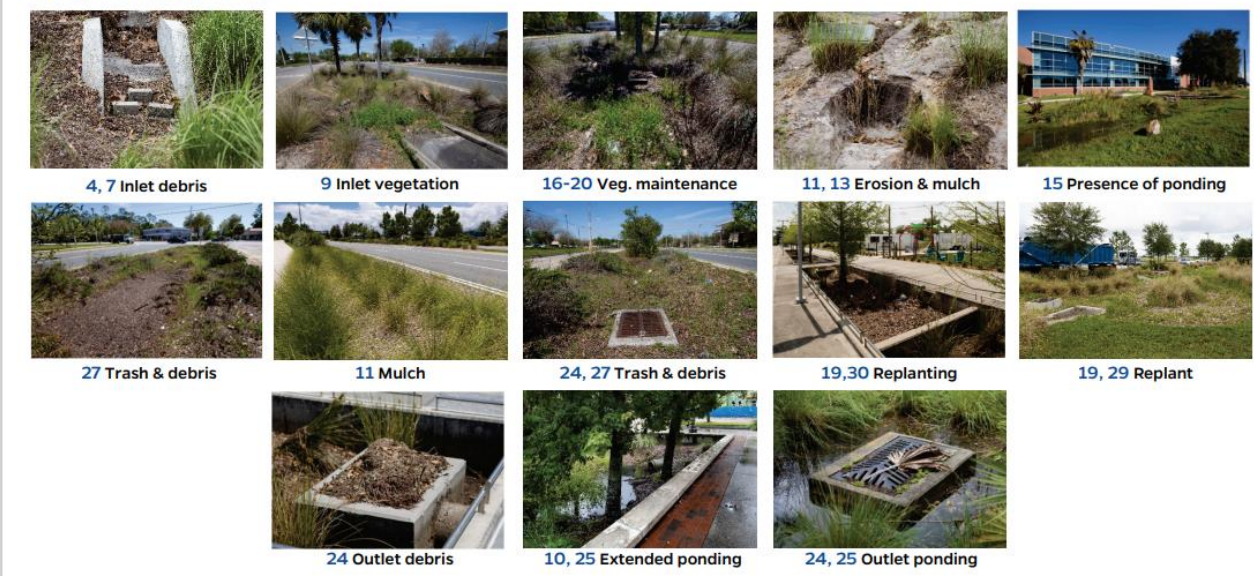 4, 7 Inlet debris
9 Inlet vegetation
16-20 Veg. maintenance
11, 13 Erosion & mulch
15 Presence of ponding
27 Trash & debris
11 Mulch
24, 27 Trash & debris
19,30 Replanting
19, 29 Replant
24 Outlet debris
10, 25 Extended ponding
24, 25 Outlet ponding